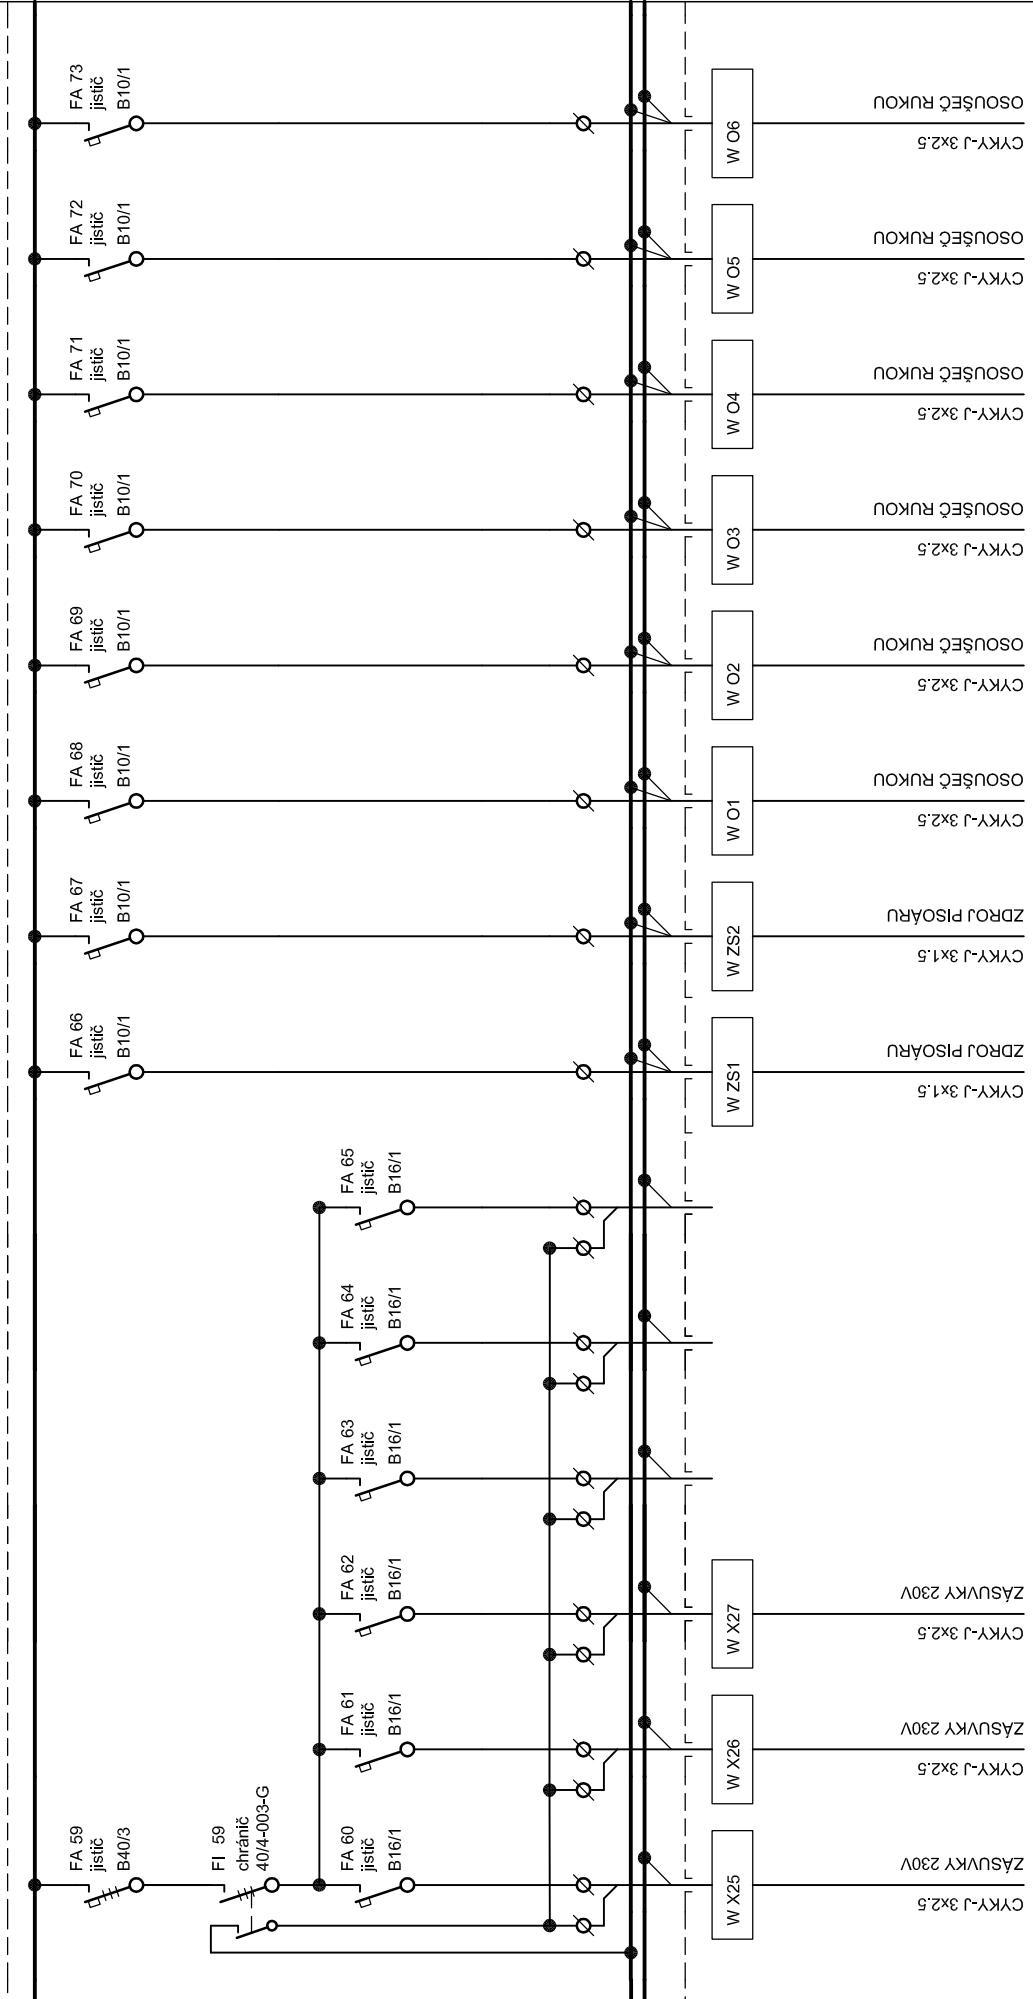 FA 73
jistič
B10/1
W O6
OSOUŠEČ RUKOU
CYKY-J 3x2.5
FA 72
jistič
B10/1
W O5
OSOUŠEČ RUKOU
CYKY-J 3x2.5
FA 71
jistič
B10/1
W O4
OSOUŠEČ RUKOU
CYKY-J 3x2.5
FA 70
jistič
B10/1
W O3
OSOUŠEČ RUKOU
CYKY-J 3x2.5
FA 69
jistič
B10/1
W O2
OSOUŠEČ RUKOU
CYKY-J 3x2.5
FA 68
jistič
B10/1
W O1
OSOUŠEČ RUKOU
CYKY-J 3x2.5
FA 67
jistič
B10/1
W ZS2
ZDROJ PISOÁRU
CYKY-J 3x1.5
FA 66
jistič
B10/1
W ZS1
ZDROJ PISOÁRU
CYKY-J 3x1.5
FA 65
jistič
B16/1
FA 64
jistič
B16/1
FA 63
jistič
B16/1
FA 62
jistič
B16/1
W X27
ZÁSUVKY 230V
CYKY-J 3x2.5
FA 61
jistič
B16/1
W X26
ZÁSUVKY 230V
CYKY-J 3x2.5
FA 59
jistič
B40/3
FI 59
chránič
40/4-003-G
FA 60
jistič
B16/1
W X25
ZÁSUVKY 230V
CYKY-J 3x2.5